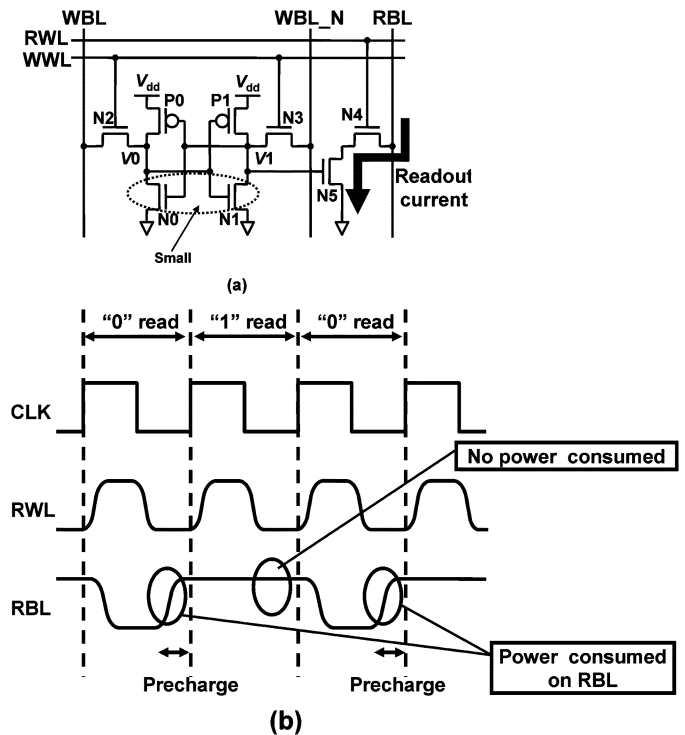 WBL WBL_N RBL
RWL
WWL
Vdd Vdd
P0 P1
N2 N3 N4
V0 V1
N5 Readout
current
N0 N1
Small
(a)
“0” read “1” read “0” read
CLK
No power consumed
RWL
RBL
Power consumed
on RBL
Precharge Precharge
(b)